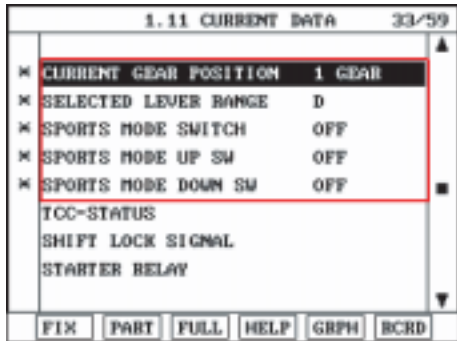 1.11 CURRENT DATA 33/59
* CURRENT GEAR POSITION 1 GEAR
* SELECTED LEVER RANGE D
* SPORTS MODE SWITCH OFF
* SPORTS MODE UP SW OFF
* SPORTS MODE DOWN SW OFF
TCC-STATUS
SHIFT LOCK SIGNAL
STARTER RELAY
FIX PART FULL HELP GRPH RCRD